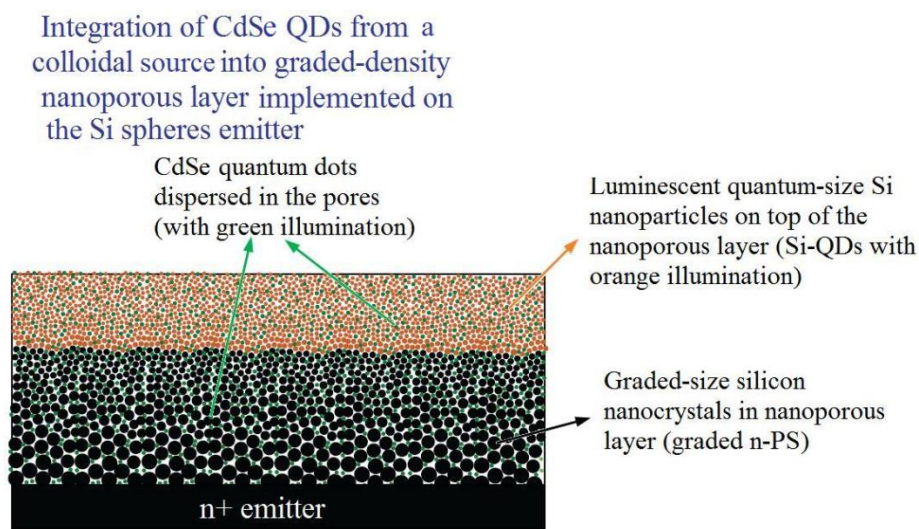 Integration of CdSe QDs from a
colloidal source into graded-density
nanoporous layer implemented on
the Si spheres emitter
CdSe quantum dots
dispersed in the pores
(with green illumination)
Luminescent quantum-size Si
nanoparticles on top of the
nanoporous layer (Si-QDs with
orange illumination)
Graded-size silicon
nanocrystals in nanoporous
layer (graded n-PS)
n+ emitter